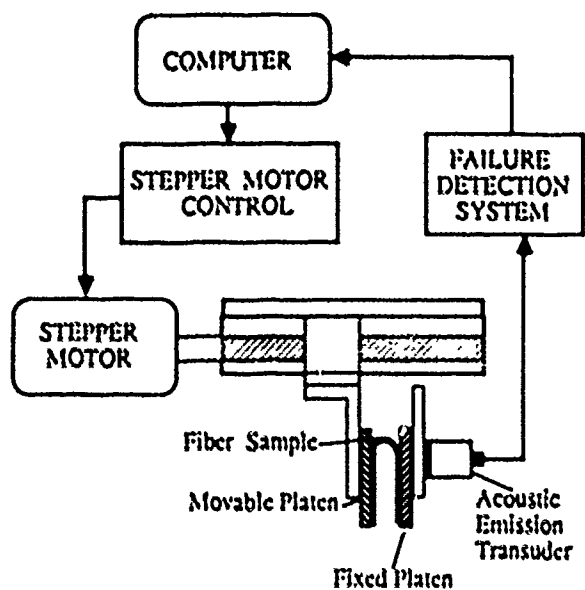 COMPUTER
STEPPER MOTOR
CONTROL
FAILURE
DETECTION
SYSTEM
STEPPER
MOTOR
Fiber Sample
Movable Platen
Acoustic
Emission
Transuder
Fixed Platen